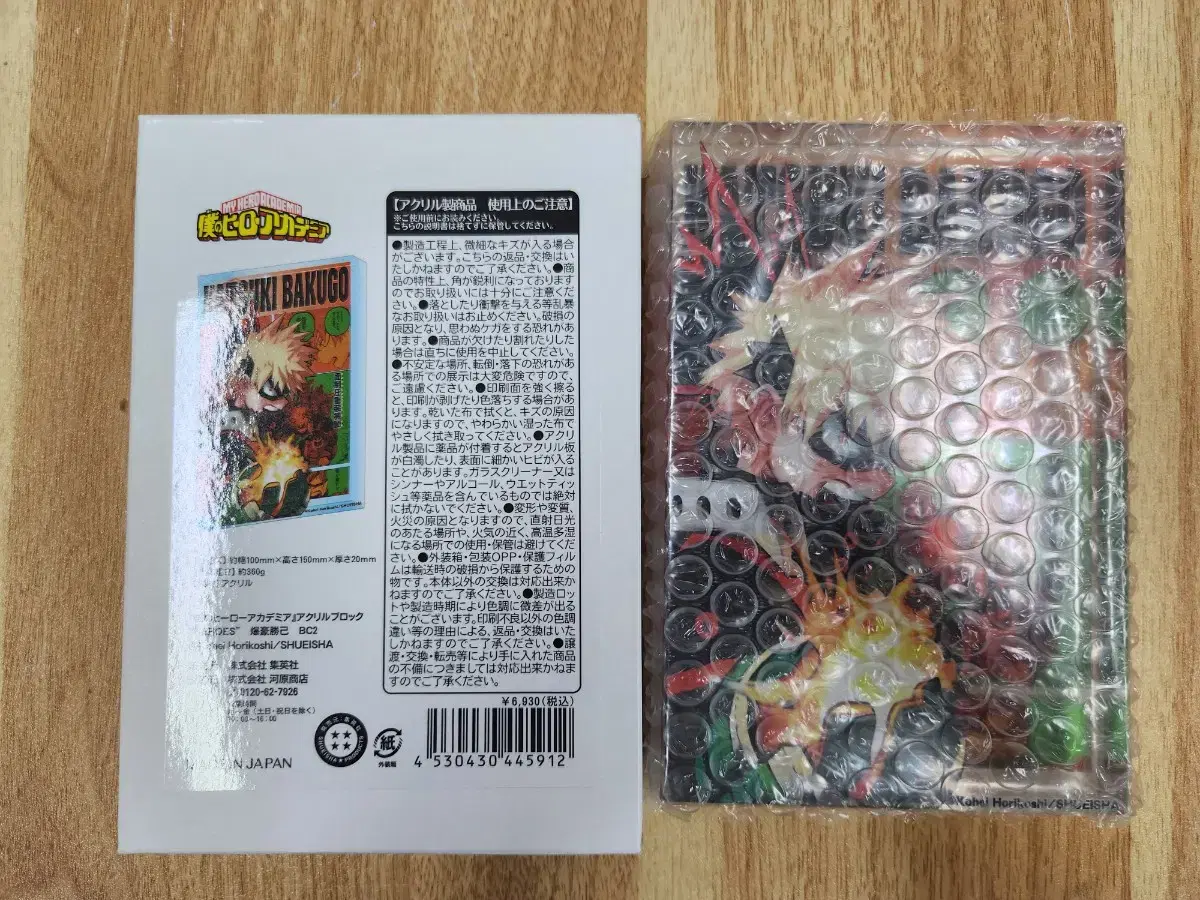 MY HERO ACADEMIA
僕のヒーローアカデミア
KATSUKI BAKUGO
約幅100mm×高さ150mm×厚さ20mm
約360g
アクリル
ヒーローアカデミア』アクリルブロック
爆豪勝己 BC2
Horikoshi/SHUEISHA
株式会社 集英社
河原商店
0120-62-7926
金（土日・祝日を除く）
JAPAN
【アクリル製商品 使用上のご注意】
※ご使用前にお読みください。
こちらの説明書は捨てずに保管してください。
●製造工程上、微細なキズが入る場合
がございます。こちらの返品・交換はい
たしかねますのでご了承ください。●商
品の特性上、角が鋭利になっております
のでお取り扱いには十分にご注意くだ
さい。●落としたり衝撃を与える等乱暴
なお取り扱いはお止めください。破損の
原因となり、思わぬケガをする恐れがあ
ります。●商品が欠けたり割れたりした
場合は直ちに使用を中止してください。
●不安定な場所、転倒・落下の恐れがあ
る場所での展示は大変危険ですので、
ご遠慮ください。●印刷面を強く擦る
と、印刷が剥げたり色落ちする場合があ
ります。乾いた布で拭くと、キズの原因
になりますので、やわらかい湿った布で
やさしく拭き取ってください。●アクリ
ル製品に薬品が付着するとアクリル板
が白濁したり、表面に細かいヒビが入る
ことがあります。ガラスクリーナー又は
シンナーやアルコール、ウエットティッ
シュ等薬品を含んでいるものでは絶対
に拭かないでください。●変形や変質、
火災の原因となりますので、直射日光
のあたる場所や、火気の近く、高温多湿
になる場所での使用・保管は避けてくだ
さい。●外装箱・包装OPP・保護フィル
ムは輸送時の破損から保護するための
物です。本体以外の交換は対応出来かね
ますのでご了承ください。●製造ロッ
トや製造時期により色調に微差が出る
ことがございます。印刷不良以外の色調
違い等の理由による、返品・交換はいた
しかねますのでご了承ください。●譲
渡・交換・転売等により手に入れた商品
の不備につきましては対応出来かねま
すのでご了承ください。
¥6,930（税込）
紙
外装箱
4 530430 445912
Kohei Horikoshi/SHUEISHA